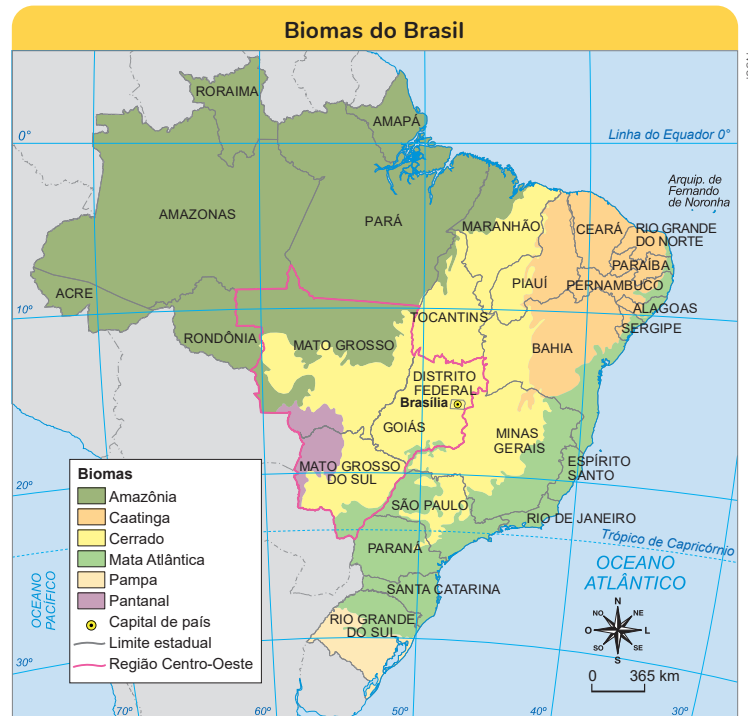 Biomas do Brasil
RORAIMA
AMAPÁ
0°
Linha do Equador 0°
Arquip. de
Fernando
de Noronha
AMAZONAS
PARÁ
MARANHÃO
CEARÁ
RIO GRANDE
DO NORTE
PARAÍBA
PIAUÍ
PERNAMBUCO
ACRE
10°
TOCANTINS
ALAGOAS
SERGIPE
RONDÔNIA
MATO GROSSO
BAHIA
DISTRITO
FEDERAL
Brasília
GOIÁS
MINAS
GERAIS
MATO GROSSO
DO SUL
ESPÍRITO
SANTO
20°
SÃO PAULO
RIO DE JANEIRO
Trópico de Capricórnio
PARANÁ
OCEANO
ATLÂNTICO
SANTA CATARINA
RIO GRANDE
DO SUL
OCEANO
PACÍFICO
Biomas
Amazônia
Caatinga
Cerrado
Mata Atlântica
Pampa
Pantanal
Capital de país
Limite estadual
Região Centro-Oeste
N
NO NE
O L
SO SE
S
0 365 km
30°
70° 60° 50° 40° 30°